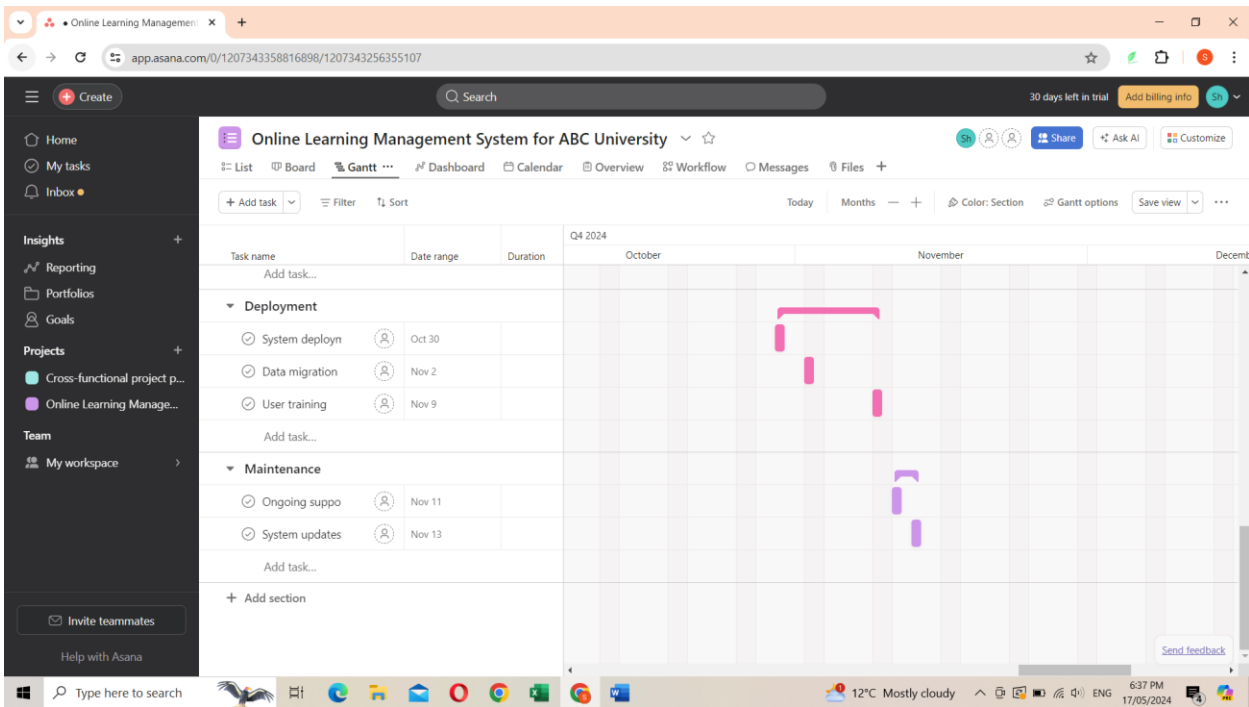 Online Learning Managemen
app.asana.com/0/1207343358816898/1207343256355107
S
Create
Search
30 days left in trial
Add billing info
Sh
Home
My tasks
Inbox
Insights
Reporting
Portfolios
Goals
Projects
Cross-functional project p...
Online Learning Manage...
Team
My workspace
Invite teammates
Help with Asana
Online Learning Management System for ABC University
Sh
Share
Ask AI
Customize
List Board Gantt Dashboard Calendar Overview Workflow Messages Files
Add task
Filter
Sort
Today
Months
Color: Section
Gantt options
Save view
Q4 2024
Task name Date range Duration October November Decemb
Add task...
Deployment
System deployn Oct 30
Data migration Nov 2
User training Nov 9
Add task...
Maintenance
Ongoing suppo Nov 11
System updates Nov 13
Add task...
Add section
Send feedback
Type here to search
12°C Mostly cloudy
ENG
6:37 PM
17/05/2024
4